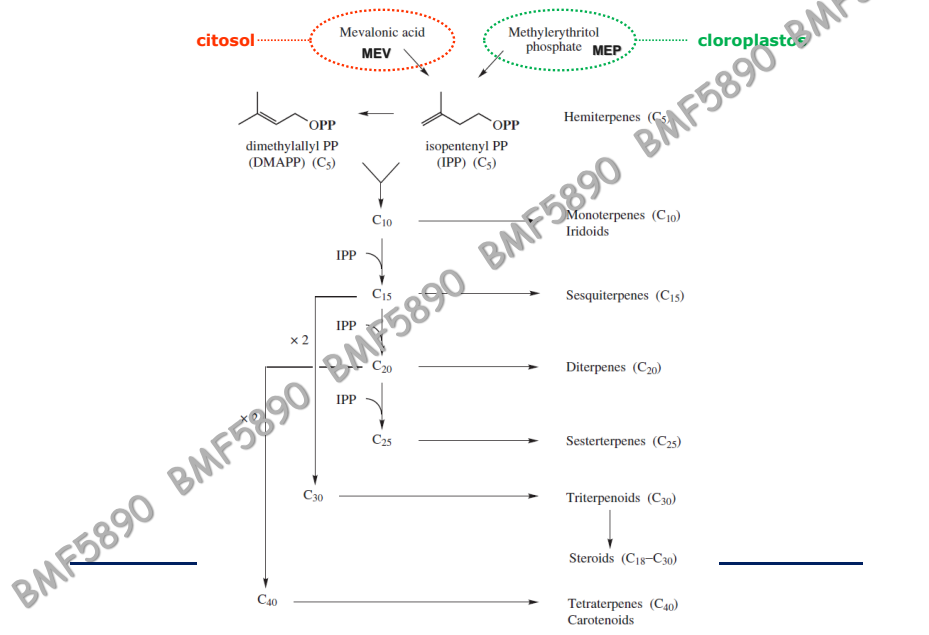 citosol
Mevalonic acid
MEV
Methylerythritol
phosphate MEP
cloroplastos
OPP
dimethylallyl PP
(DMAPP) (C₅)
OPP
isopentenyl PP
(IPP) (C₅)
Hemiterpenes (C₅)
C₁₀
Monoterpenes (C₁₀)
Iridoids
IPP
C₁₅
Sesquiterpenes (C₁₅)
IPP
× 2
C₂₀
Diterpenes (C₂₀)
IPP
× 2
C₂₅
Sesterterpenes (C₂₅)
C₃₀
Triterpenoids (C₃₀)
Steroids (C₁₈–C₃₀)
C₄₀
Tetraterpenes (C₄₀)
Carotenoids
BMF5890 BMF5890 BMF5890 BMF5890 BMF5890 BMF5890